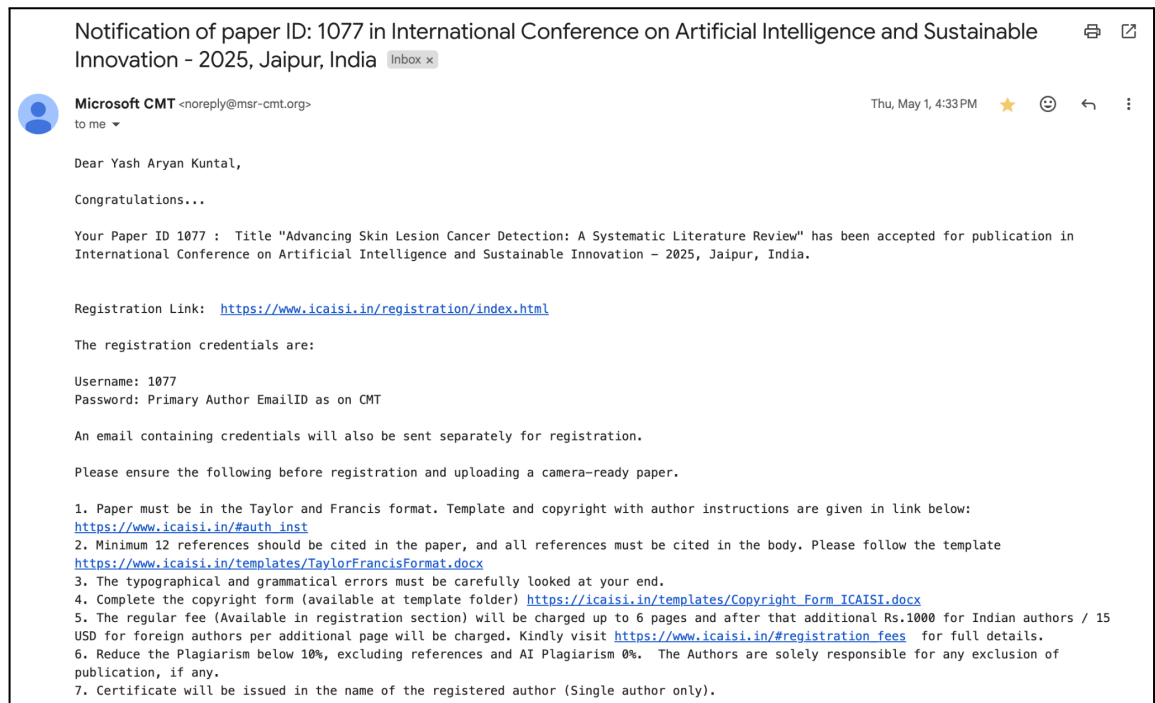 Notification of paper ID: 1077 in International Conference on Artificial Intelligence and Sustainable
Innovation - 2025, Jaipur, India Inbox ×
Microsoft CMT <noreply@msr-cmt.org>
Thu, May 1, 4:33 PM
to me
Dear Yash Aryan Kuntal,
Congratulations...
Your Paper ID 1077 :  Title "Advancing Skin Lesion Cancer Detection: A Systematic Literature Review" has been accepted for publication in
International Conference on Artificial Intelligence and Sustainable Innovation – 2025, Jaipur, India.
Registration Link:  https://www.icaisi.in/registration/index.html
The registration credentials are:
Username: 1077
Password: Primary Author EmailID as on CMT
An email containing credentials will also be sent separately for registration.
Please ensure the following before registration and uploading a camera-ready paper.
1. Paper must be in the Taylor and Francis format. Template and copyright with author instructions are given in link below:
https://www.icaisi.in/#auth_inst
2. Minimum 12 references should be cited in the paper, and all references must be cited in the body. Please follow the template
https://www.icaisi.in/templates/TaylorFrancisFormat.docx
3. The typographical and grammatical errors must be carefully looked at your end.
4. Complete the copyright form (available at template folder) https://icaisi.in/templates/Copyright_Form_ICAISI.docx
5. The regular fee (Available in registration section) will be charged up to 6 pages and after that additional Rs.1000 for Indian authors / 15
USD for foreign authors per additional page will be charged. Kindly visit https://www.icaisi.in/#registration_fees  for full details.
6. Reduce the Plagiarism below 10%, excluding references and AI Plagiarism 0%.  The Authors are solely responsible for any exclusion of
publication, if any.
7. Certificate will be issued in the name of the registered author (Single author only).